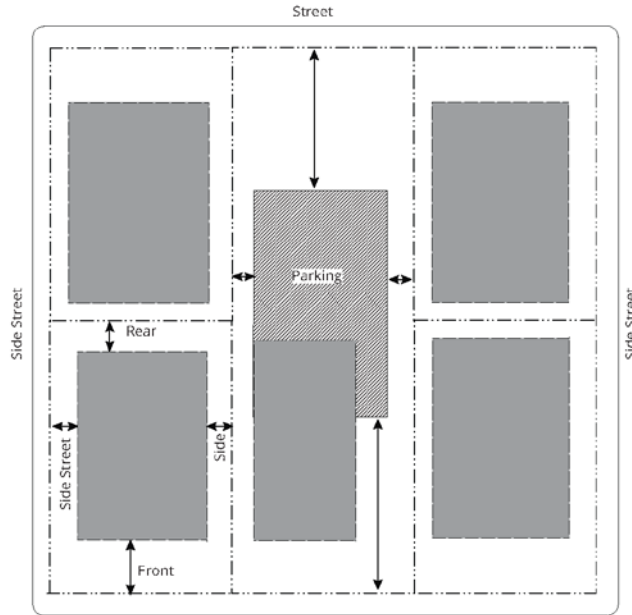 Street
Side Street
Parking
Side Street
Rear
Side Street
Side
Front